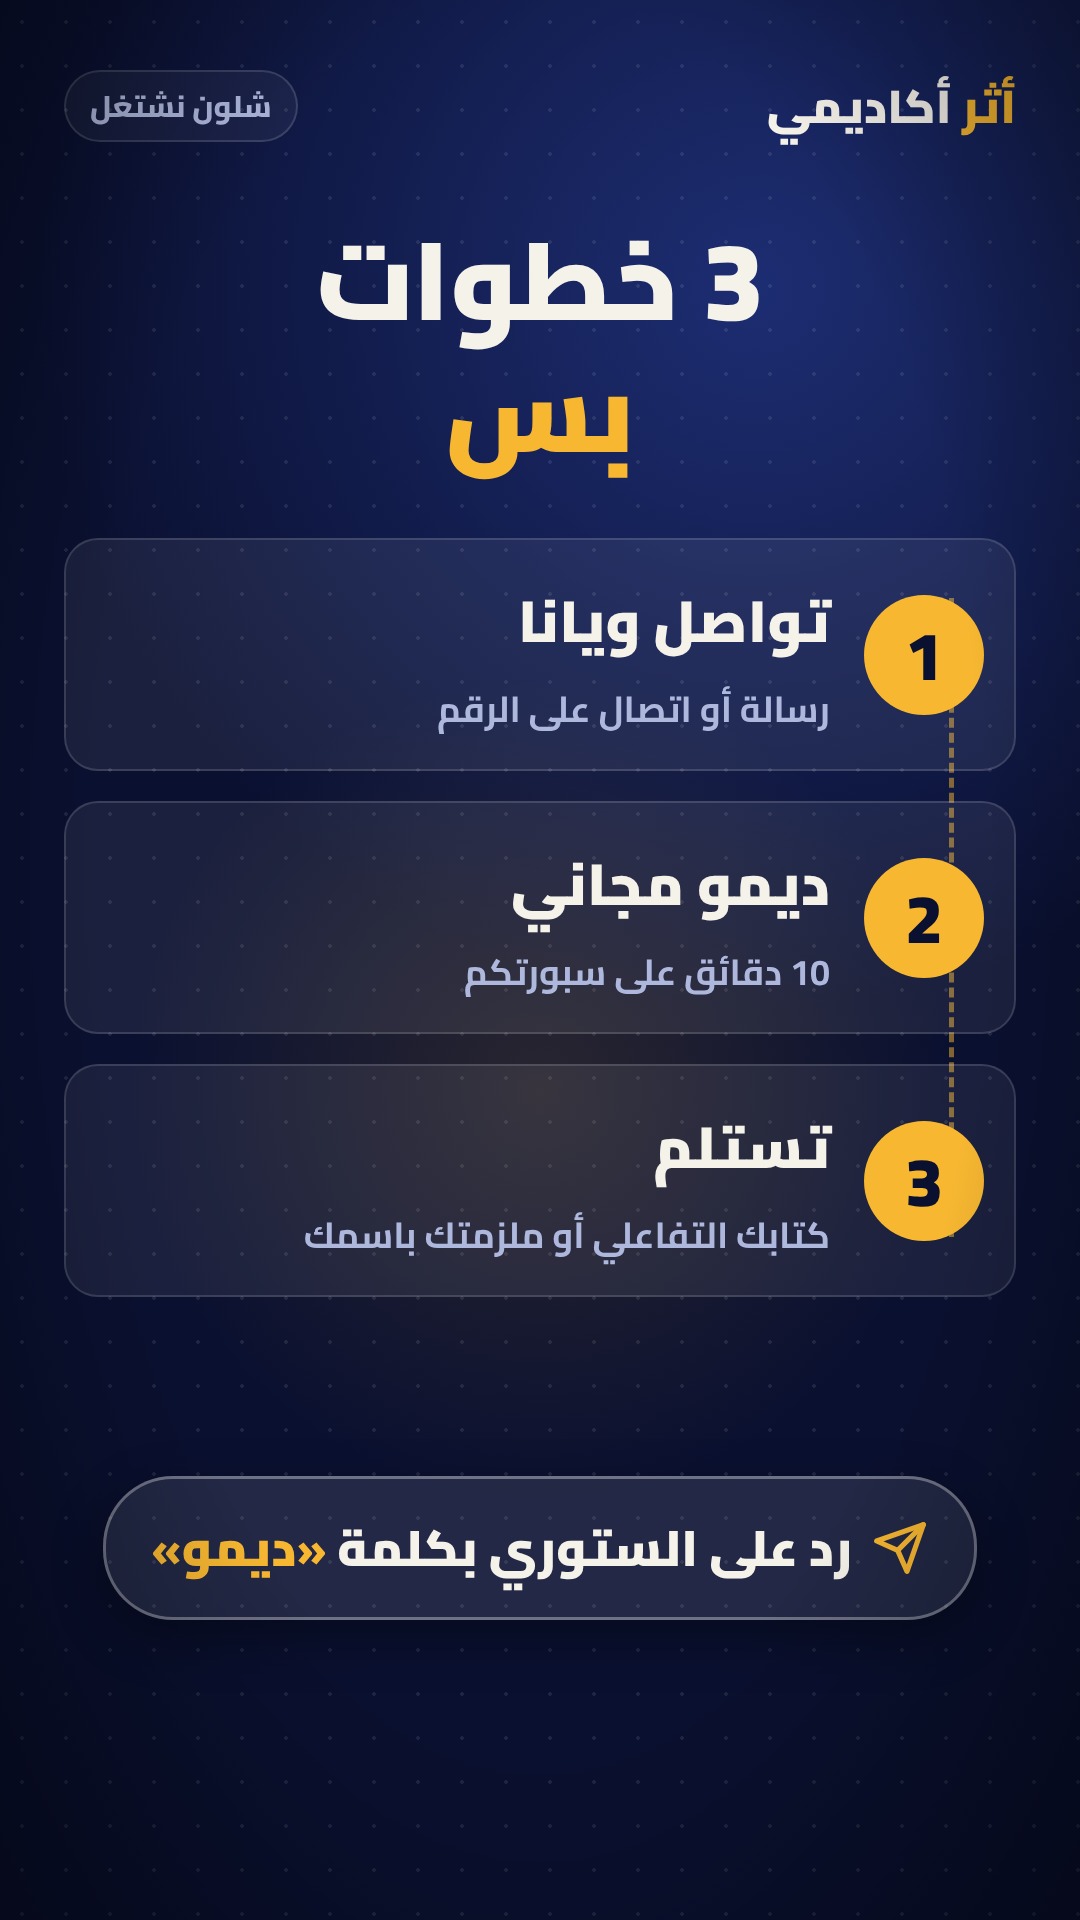 أثر أكاديمي
شلون نشتغل
3 خطوات
بس
1
تواصل ويانا
رسالة أو اتصال على الرقم
2
ديمو مجاني
10 دقائق على سبورتكم
3
تستلم
كتابك التفاعلي أو ملزمتك باسمك
رد على الستوري بكلمة «ديمو»